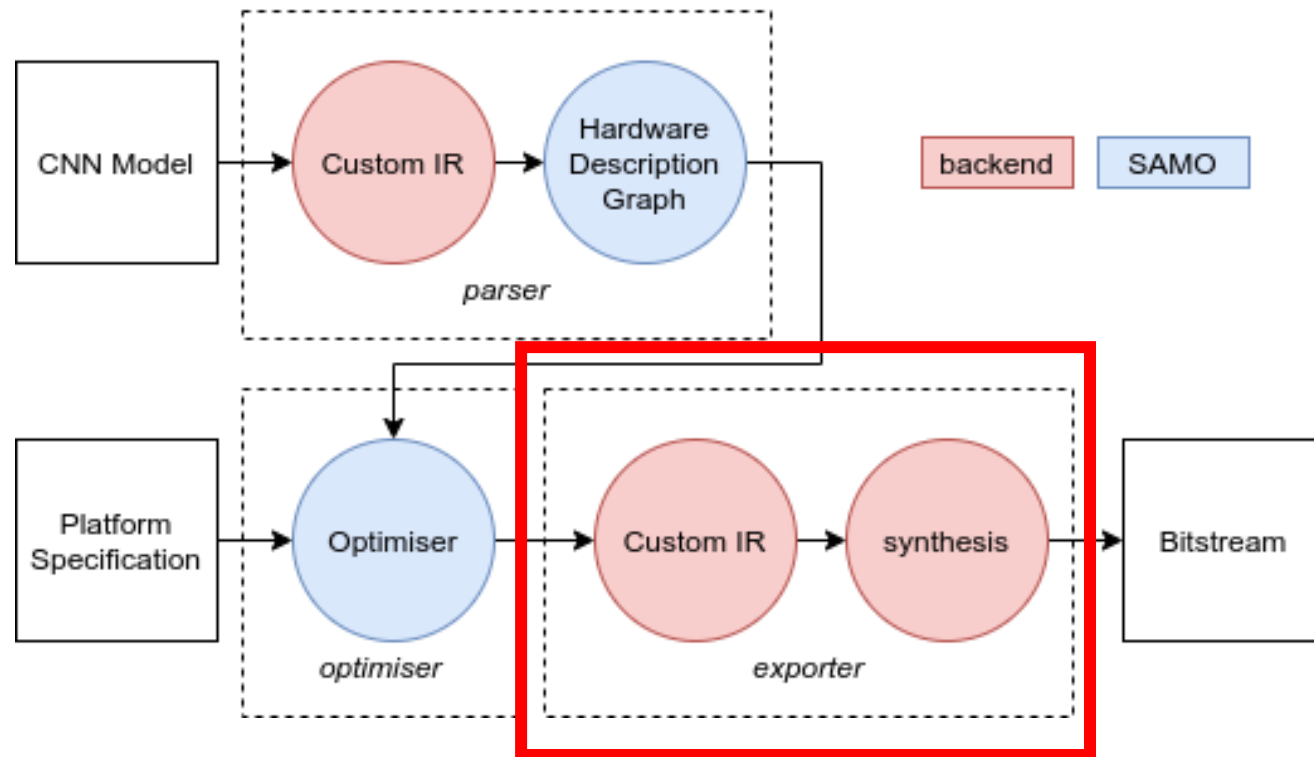 CNN Model
Custom IR
Hardware
Description
Graph
parser
backend
SAMO
Platform
Specification
Optimiser
optimiser
Custom IR
synthesis
exporter
Bitstream